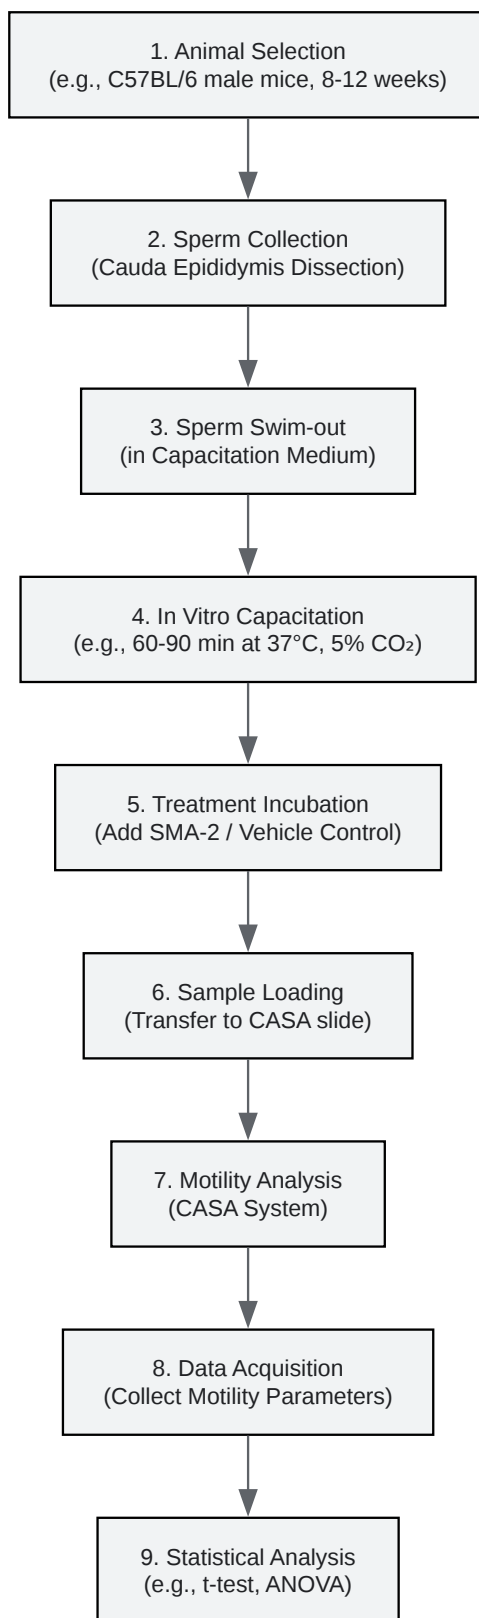 1. Animal Selection
(e.g., C57BL/6 male mice, 8-12 weeks)
2. Sperm Collection
(Cauda Epididymis Dissection)
3. Sperm Swim-out
(in Capacitation Medium)
4. In Vitro Capacitation
(e.g., 60-90 min at 37°C, 5% CO₂)
5. Treatment Incubation
(Add SMA-2 / Vehicle Control)
6. Sample Loading
(Transfer to CASA slide)
7. Motility Analysis
(CASA System)
8. Data Acquisition
(Collect Motility Parameters)
9. Statistical Analysis
(e.g., t-test, ANOVA)